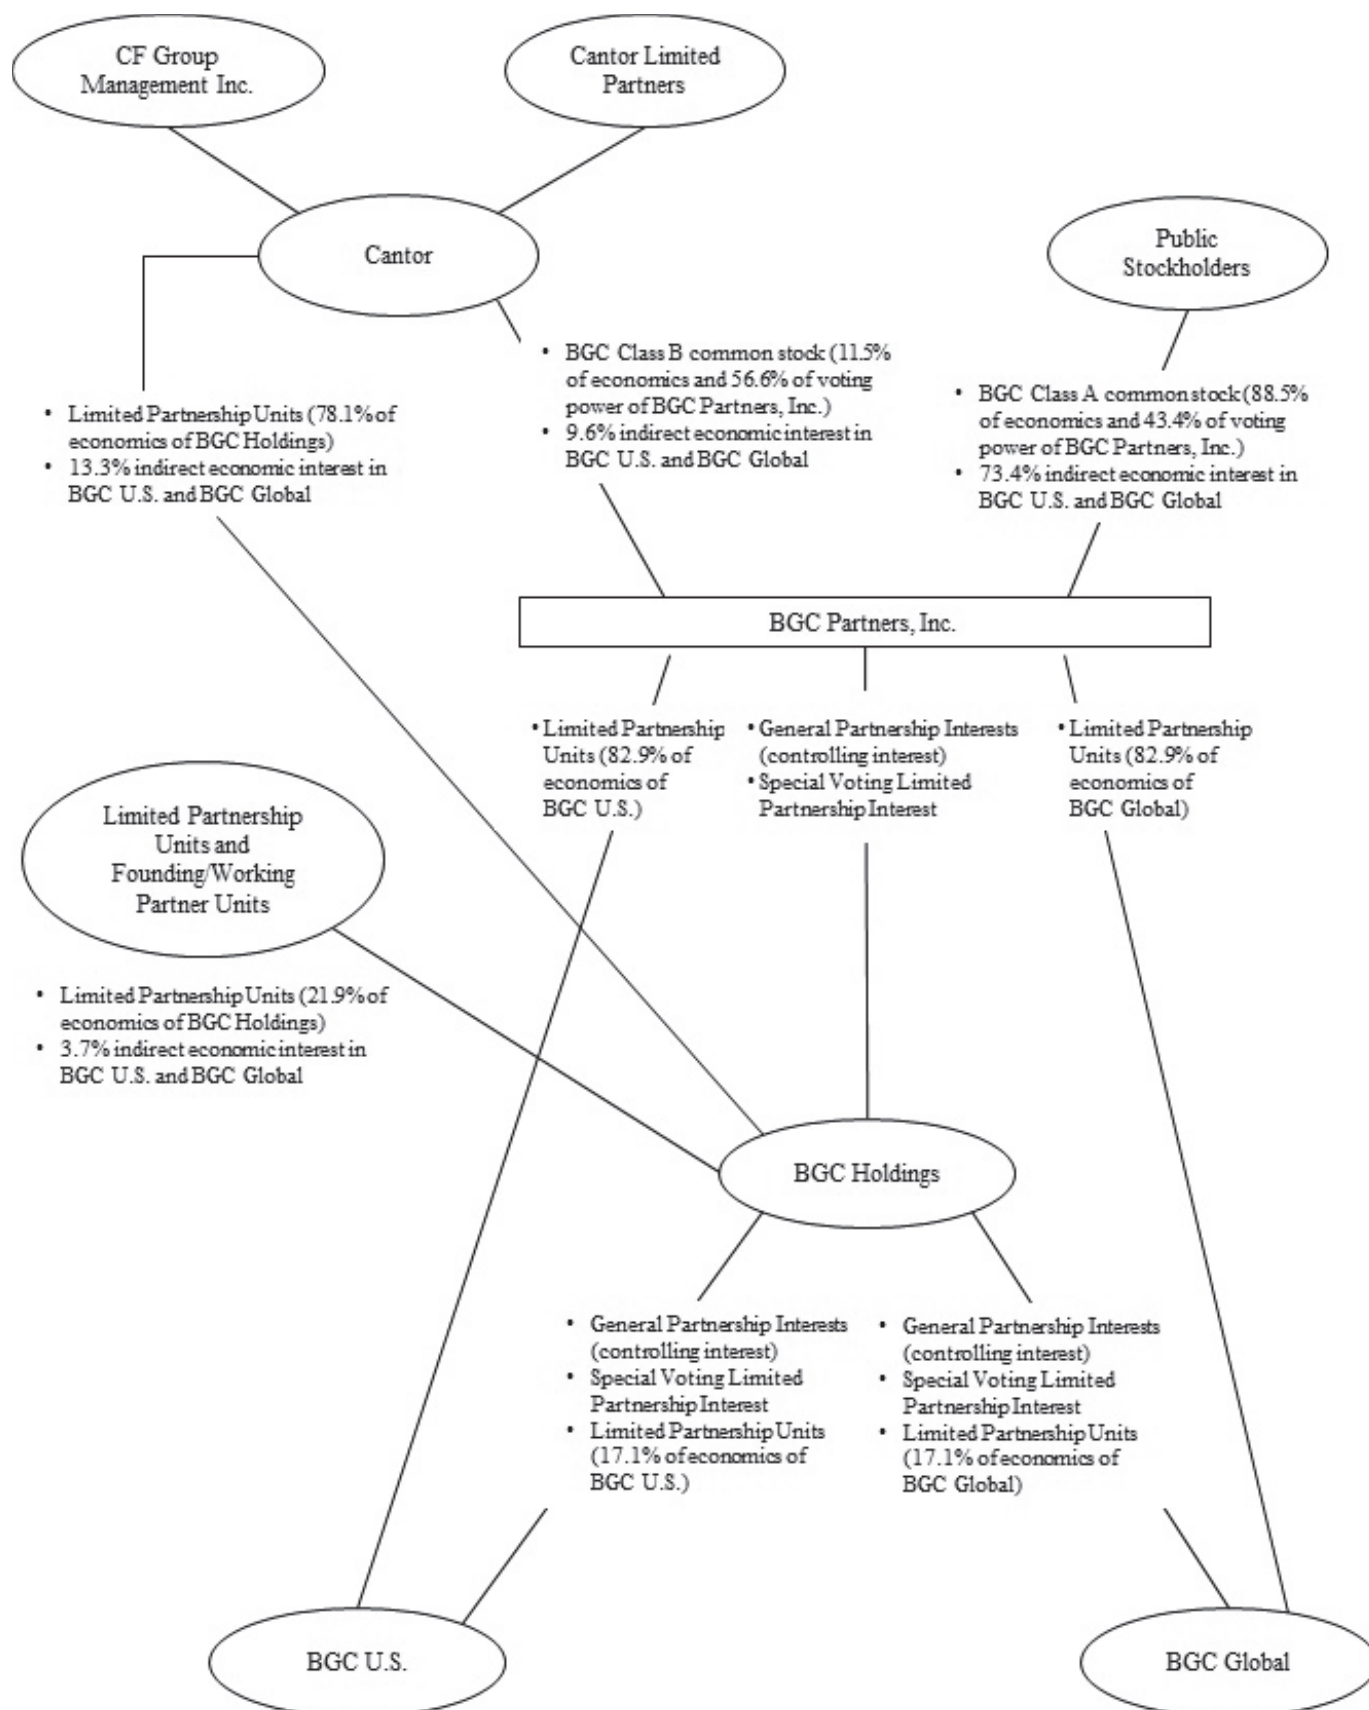 CF Group
Management Inc.
Cantor Limited
Partners
Cantor
Public
Stockholders
• BGC Class B common stock (11.5%
of economics and 56.6% of voting
power of BGC Partners, Inc.)
• 9.6% indirect economic interest in
BGC U.S. and BGC Global
• BGC Class A common stock (88.5%
of economics and 43.4% of voting
power of BGC Partners, Inc.)
• 73.4% indirect economic interest in
BGC U.S. and BGC Global
• Limited Partnership Units (78.1% of
economics of BGC Holdings)
• 13.3% indirect economic interest in
BGC U.S. and BGC Global
BGC Partners, Inc.
• Limited Partnership
Units (82.9% of
economics of
BGC U.S.)
• General Partnership Interests
(controlling interest)
• Special Voting Limited
Partnership Interest
• Limited Partnership
Units (82.9% of
economics of
BGC Global)
Limited Partnership
Units and
Founding/Working
Partner Units
• Limited Partnership Units (21.9% of
economics of BGC Holdings)
• 3.7% indirect economic interest in
BGC U.S. and BGC Global
BGC Holdings
• General Partnership Interests
(controlling interest)
• Special Voting Limited
Partnership Interest
• Limited Partnership Units
(17.1% of economics of
BGC U.S.)
• General Partnership Interests
(controlling interest)
• Special Voting Limited
Partnership Interest
• Limited Partnership Units
(17.1% of economics of
BGC Global)
BGC U.S.
BGC Global